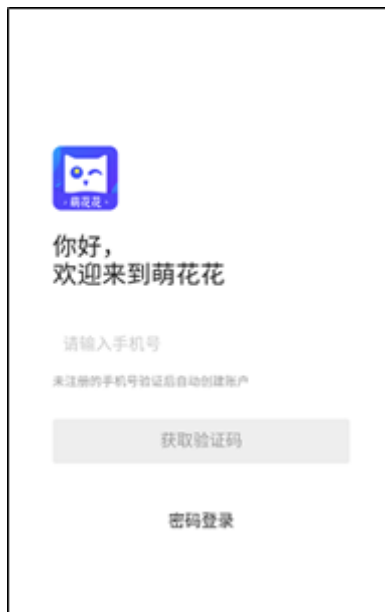 ·萌花花·
你好，
欢迎来到萌花花
请输入手机号
未注册的手机号验证后自动创建账户
获取验证码
密码登录